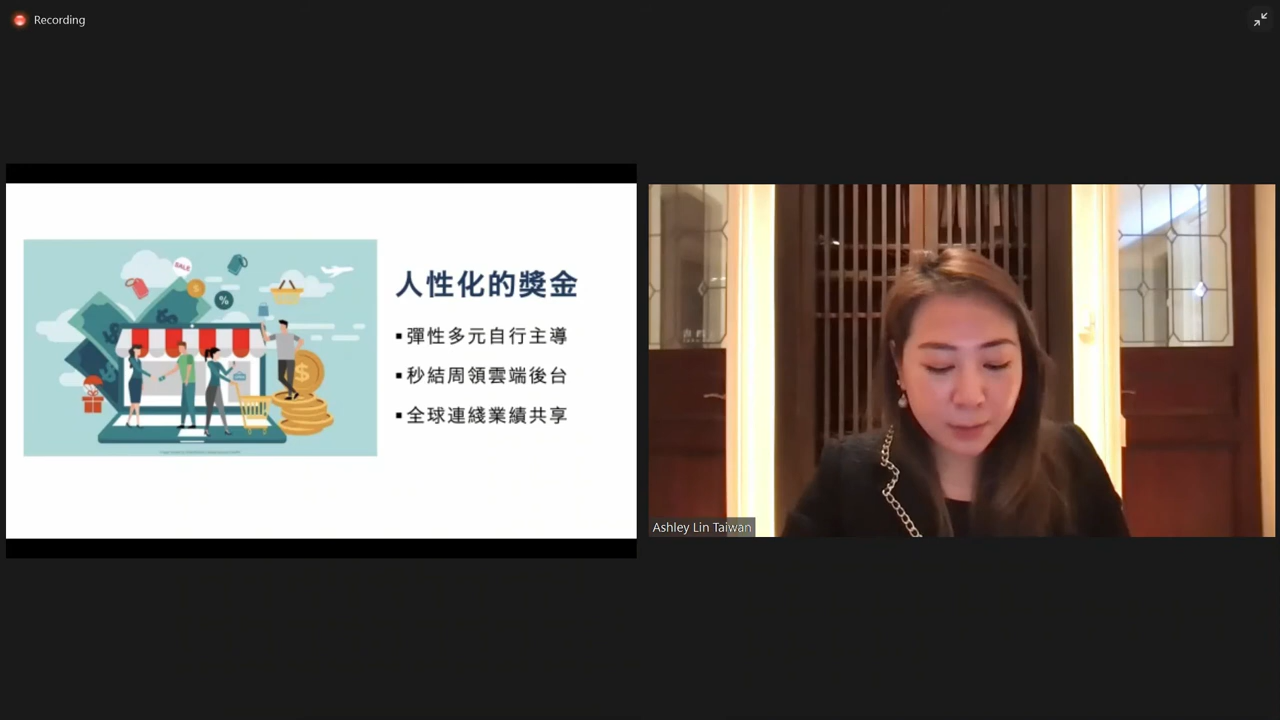 Recording
SALE
人性化的獎金
▪彈性多元自行主導
▪秒結周領雲端後台
▪全球連綫業績共享
Ashley Lin Taiwan